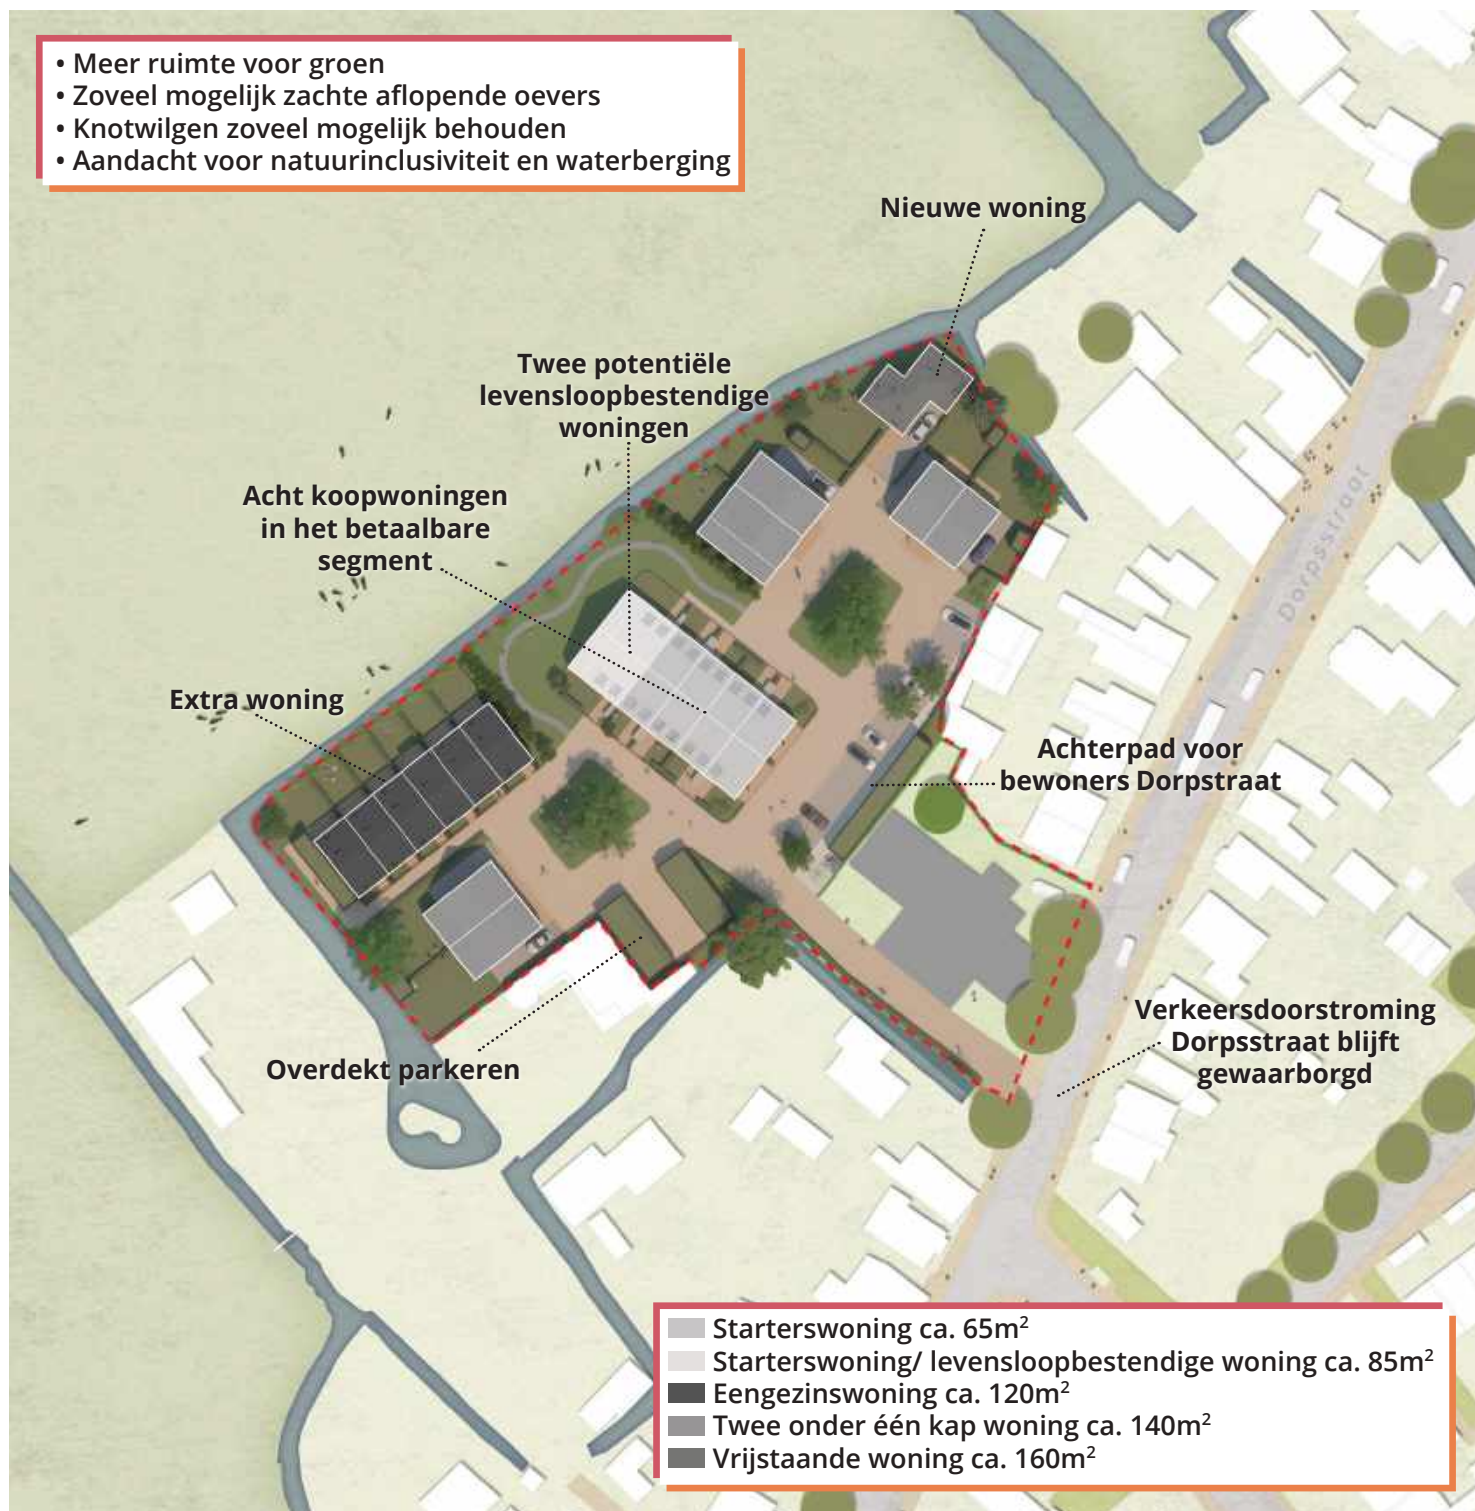 • Meer ruimte voor groen
• Zoveel mogelijk zachte aflopende oevers
• Knotwilgen zoveel mogelijk behouden
• Aandacht voor natuurinclusiviteit en waterberging
Nieuwe woning
Twee potentiële
levensloopbestendige
woningen
Acht koopwoningen
in het betaalbare
segment
Dorpsstraat
Extra woning
Achterpad voor
bewoners Dorpstraat
Verkeersdoorstroming
Dorpsstraat blijft
gewaarborgd
Overdekt parkeren
Starterswoning ca. 65m²
Starterswoning/ levensloopbestendige woning ca. 85m²
Eengezinswoning ca. 120m²
Twee onder één kap woning ca. 140m²
Vrijstaande woning ca. 160m²